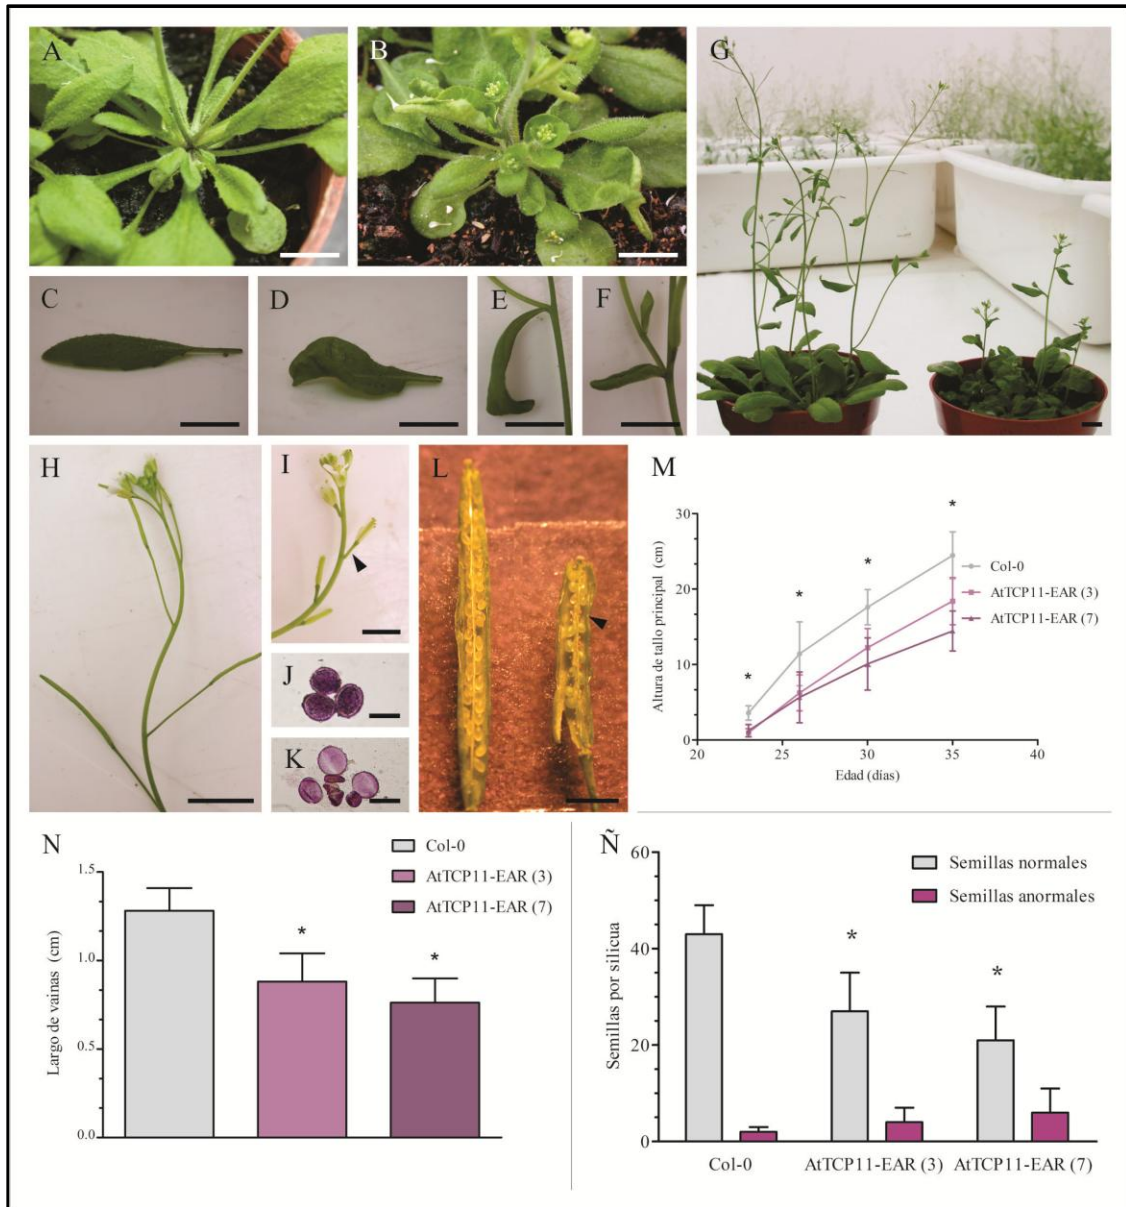 A
B
G
C
D
E
F
H
I
J
K
L
M
Altura de tallo principal (cm)
30
20
10
0
20
25
30
35
40
Edad (días)
*
*
*
*
Col-0
AtTCP11-EAR (3)
AtTCP11-EAR (7)
N
Largo de vainas (cm)
1.5
1.0
0.5
0.0
*
*
Col-0
AtTCP11-EAR (3)
AtTCP11-EAR (7)
Ñ
Semillas por silicua
60
40
20
0
*
*
Semillas normales
Semillas anormales
Col-0
AtTCP11-EAR (3)
AtTCP11-EAR (7)